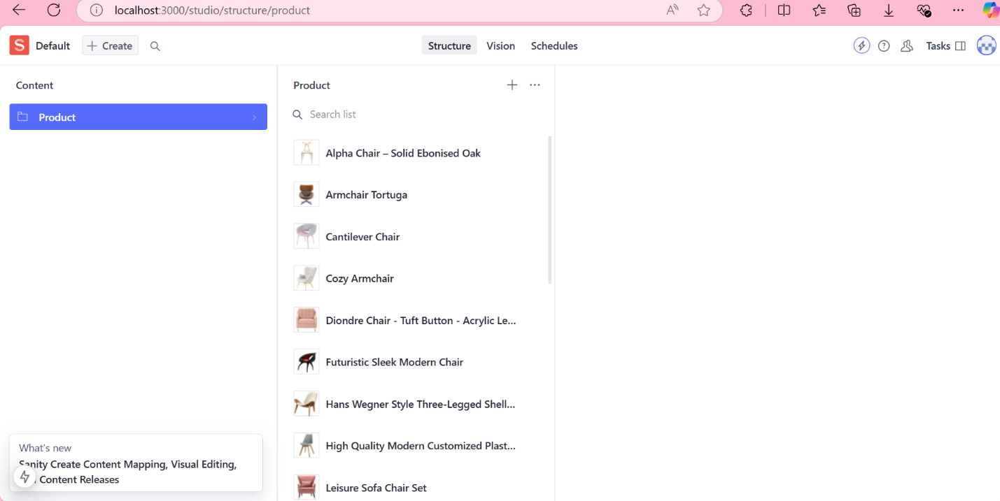 localhost:3000/studio/structure/product
S Default + Create Structure Vision Schedules Tasks
Content
Product
Product
Search list
Alpha Chair – Solid Ebonised Oak
Armchair Tortuga
Cantilever Chair
Cozy Armchair
Diondre Chair - Tuft Button - Acrylic Le...
Futuristic Sleek Modern Chair
Hans Wegner Style Three-Legged Shell...
High Quality Modern Customized Plast...
Leisure Sofa Chair Set
What's new
Sanity Create Content Mapping, Visual Editing,
Content Releases